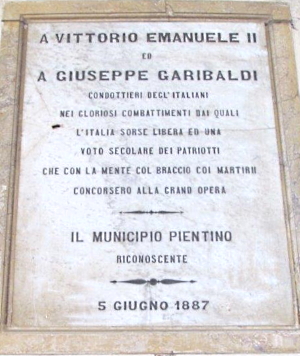 A VITTORIO EMANUELE II
ED
A GIUSEPPE GARIBALDI
CONDOTTIERI DEGL'ITALIANI
NEI GLORIOSI COMBATTIMENTI DAI QUALI
L'ITALIA SORSE LIBERA ED UNA
VOTO SECOLARE DEI PATRIOTTI
CHE CON LA MENTE COL BRACCIO COI MARTIRII
CONCORSERO ALLA GRAND OPERA
IL MUNICIPIO PIENTINO
RICONOSCENTE
5 GIUGNO 1887